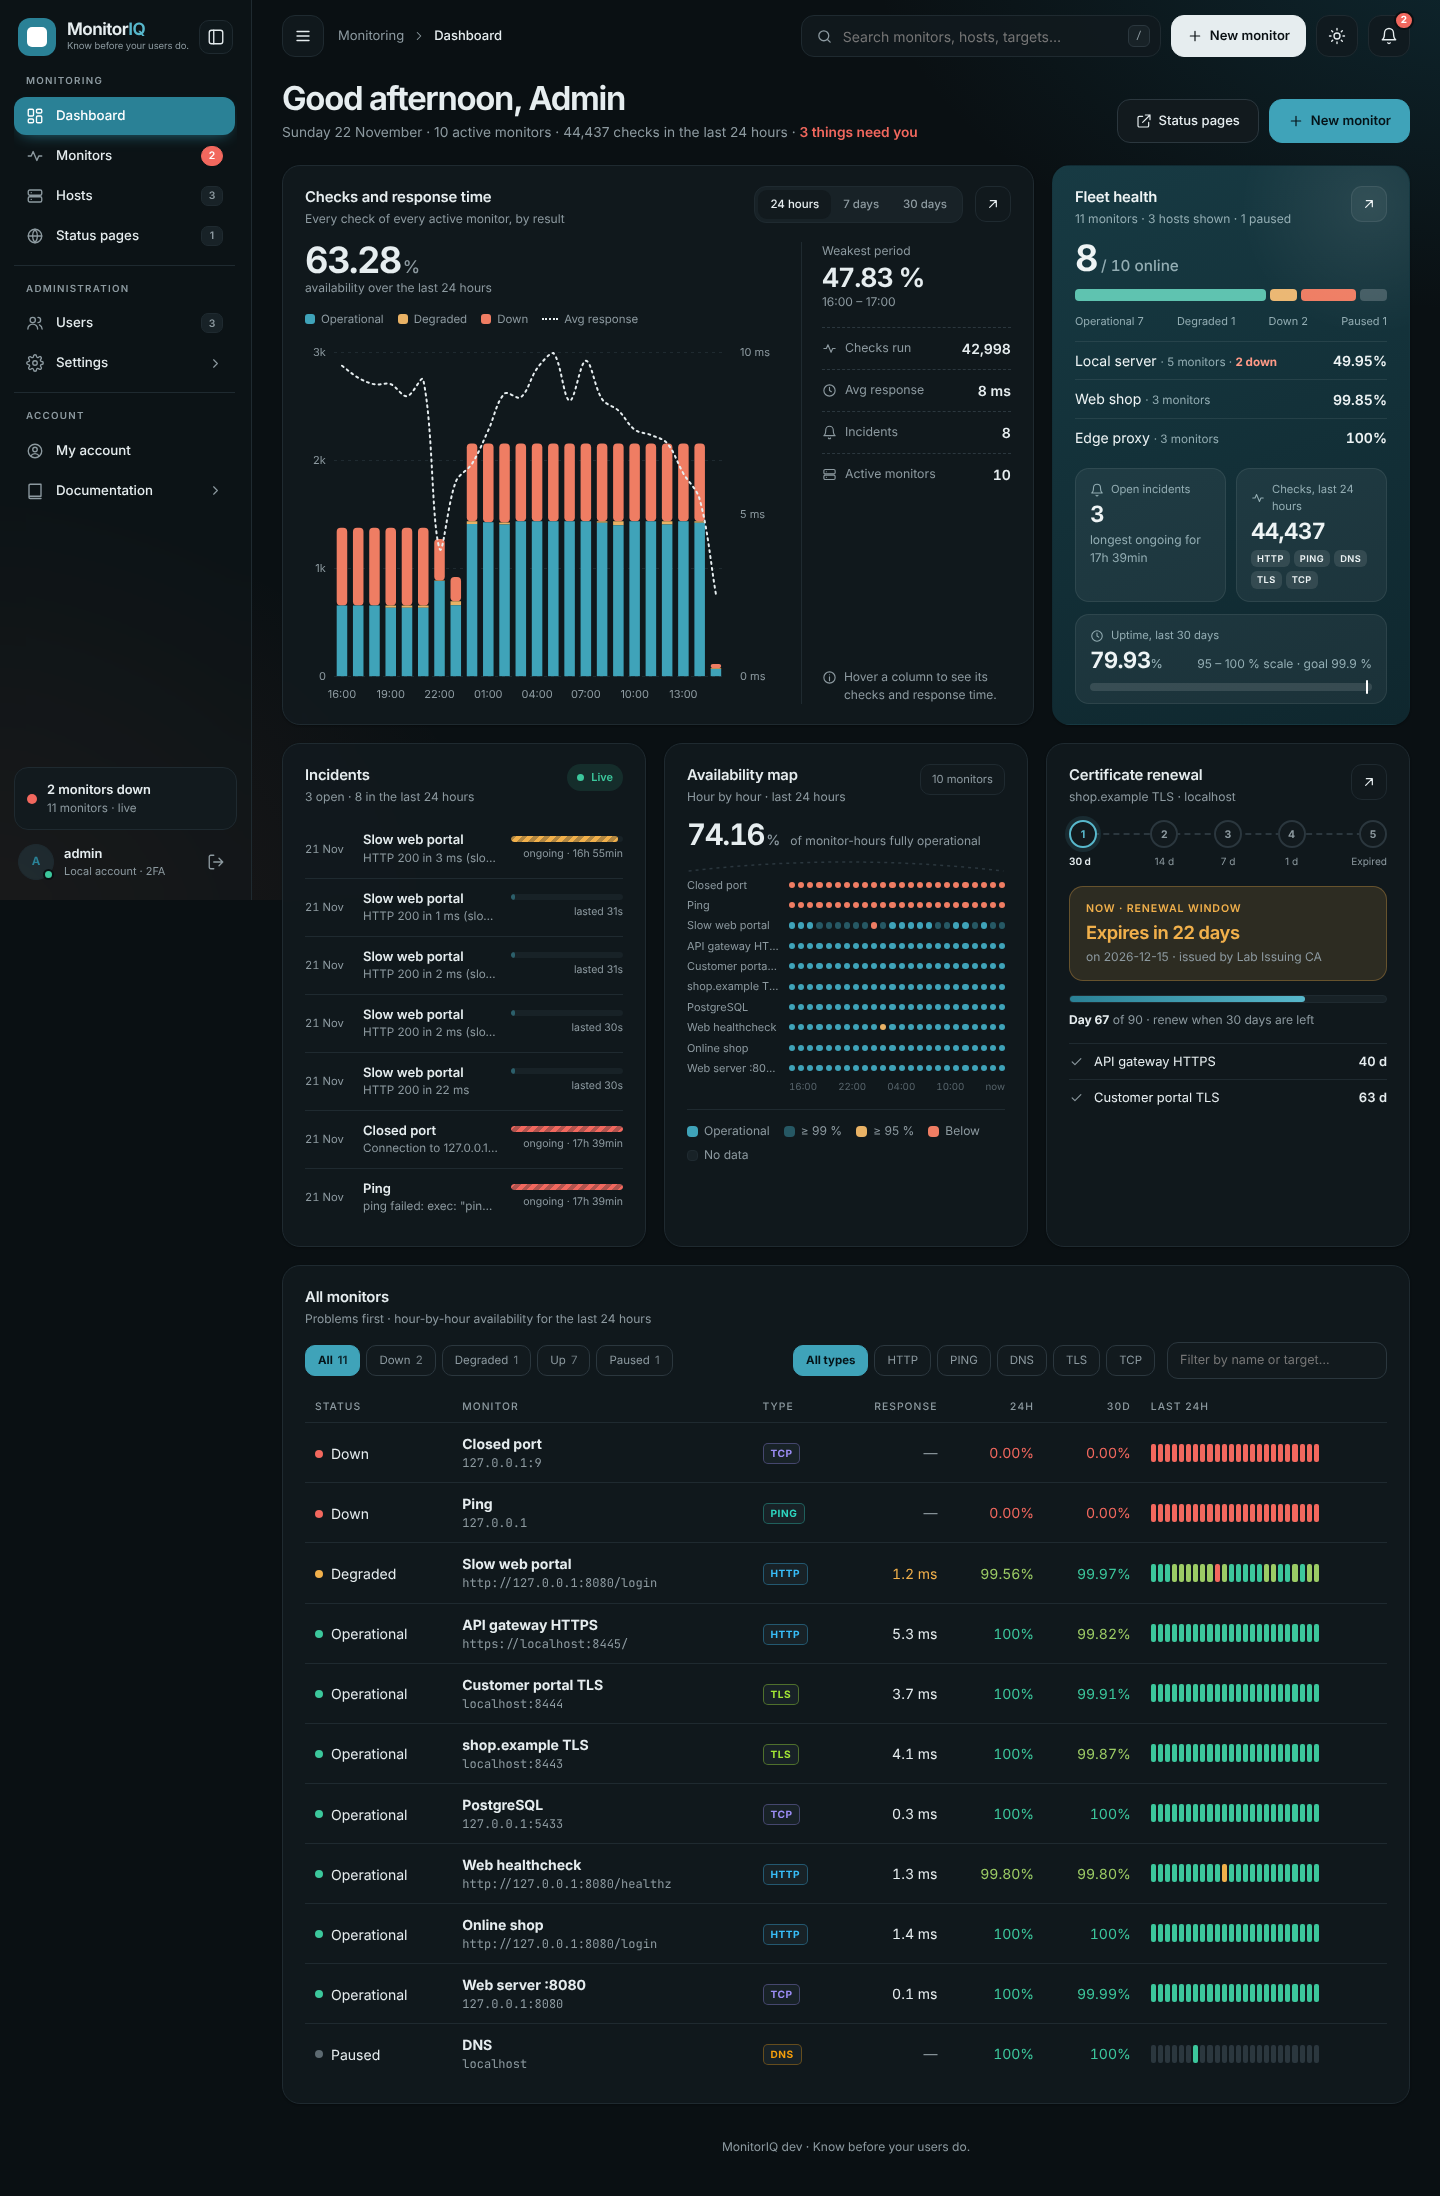 MonitorIQ
Know before your users do.
MONITORING
Dashboard
Monitors 2
Hosts 3
Status pages 1
ADMINISTRATION
Users 3
Settings
ACCOUNT
My account
Documentation
2 monitors down
11 monitors · live
A
admin
Local account · 2FA
Monitoring > Dashboard
Search monitors, hosts, targets... /
+ New monitor
2
Good afternoon, Admin
Sunday 22 November · 10 active monitors · 44,437 checks in the last 24 hours · 3 things need you
Status pages
+ New monitor
Checks and response time
Every check of every active monitor, by result
24 hours 7 days 30 days
63.28%
availability over the last 24 hours
Operational Degraded Down Avg response
3k 10 ms
2k
5 ms
1k
0 0 ms
16:00 19:00 22:00 01:00 04:00 07:00 10:00 13:00
Weakest period
47.83 %
16:00 – 17:00
Checks run 42,998
Avg response 8 ms
Incidents 8
Active monitors 10
Hover a column to see its
checks and response time.
Fleet health
11 monitors · 3 hosts shown · 1 paused
8 / 10 online
Operational 7 Degraded 1 Down 2 Paused 1
Local server · 5 monitors · 2 down 49.95%
Web shop · 3 monitors 99.85%
Edge proxy · 3 monitors 100%
Open incidents
3
longest ongoing for
17h 39min
Checks, last 24
hours
44,437
HTTP PING DNS
TLS TCP
Uptime, last 30 days
79.93% 95 – 100 % scale · goal 99.9 %
Incidents
3 open · 8 in the last 24 hours
Live
21 Nov
Slow web portal
HTTP 200 in 3 ms (slo...
ongoing · 16h 55min
21 Nov
Slow web portal
HTTP 200 in 1 ms (slo...
lasted 31s
21 Nov
Slow web portal
HTTP 200 in 2 ms (slo...
lasted 31s
21 Nov
Slow web portal
HTTP 200 in 2 ms (slo...
lasted 30s
21 Nov
Slow web portal
HTTP 200 in 22 ms
lasted 30s
21 Nov
Closed port
Connection to 127.0.0.1...
ongoing · 17h 39min
21 Nov
Ping
ping failed: exec: "pin...
ongoing · 17h 39min
Availability map
Hour by hour · last 24 hours
10 monitors
74.16% of monitor-hours fully operational
Closed port
Ping
Slow web portal
API gateway HT...
Customer porta...
shop.example T...
PostgreSQL
Web healthcheck
Online shop
Web server :80...
16:00 22:00 04:00 10:00 now
Operational ≥ 99 % ≥ 95 % Below
No data
Certificate renewal
shop.example TLS · localhost
1 2 3 4 5
30 d 14 d 7 d 1 d Expired
NOW · RENEWAL WINDOW
Expires in 22 days
on 2026-12-15 · issued by Lab Issuing CA
Day 67 of 90 · renew when 30 days are left
API gateway HTTPS 40 d
Customer portal TLS 63 d
All monitors
Problems first · hour-by-hour availability for the last 24 hours
All 11 Down 2 Degraded 1 Up 7 Paused 1
All types HTTP PING DNS TLS TCP Filter by name or target...
STATUS MONITOR TYPE RESPONSE 24H 30D LAST 24H
Down Closed port TCP — 0.00% 0.00%
127.0.0.1:9
Down Ping PING — 0.00% 0.00%
127.0.0.1
Degraded Slow web portal HTTP 1.2 ms 99.56% 99.97%
http://127.0.0.1:8080/login
Operational API gateway HTTPS HTTP 5.3 ms 100% 99.82%
https://localhost:8445/
Operational Customer portal TLS TLS 3.7 ms 100% 99.91%
localhost:8444
Operational shop.example TLS TLS 4.1 ms 100% 99.87%
localhost:8443
Operational PostgreSQL TCP 0.3 ms 100% 100%
127.0.0.1:5433
Operational Web healthcheck HTTP 1.3 ms 99.80% 99.80%
http://127.0.0.1:8080/healthz
Operational Online shop HTTP 1.4 ms 100% 100%
http://127.0.0.1:8080/login
Operational Web server :8080 TCP 0.1 ms 100% 99.99%
127.0.0.1:8080
Paused DNS DNS — 100% 100%
localhost
MonitorIQ dev · Know before your users do.